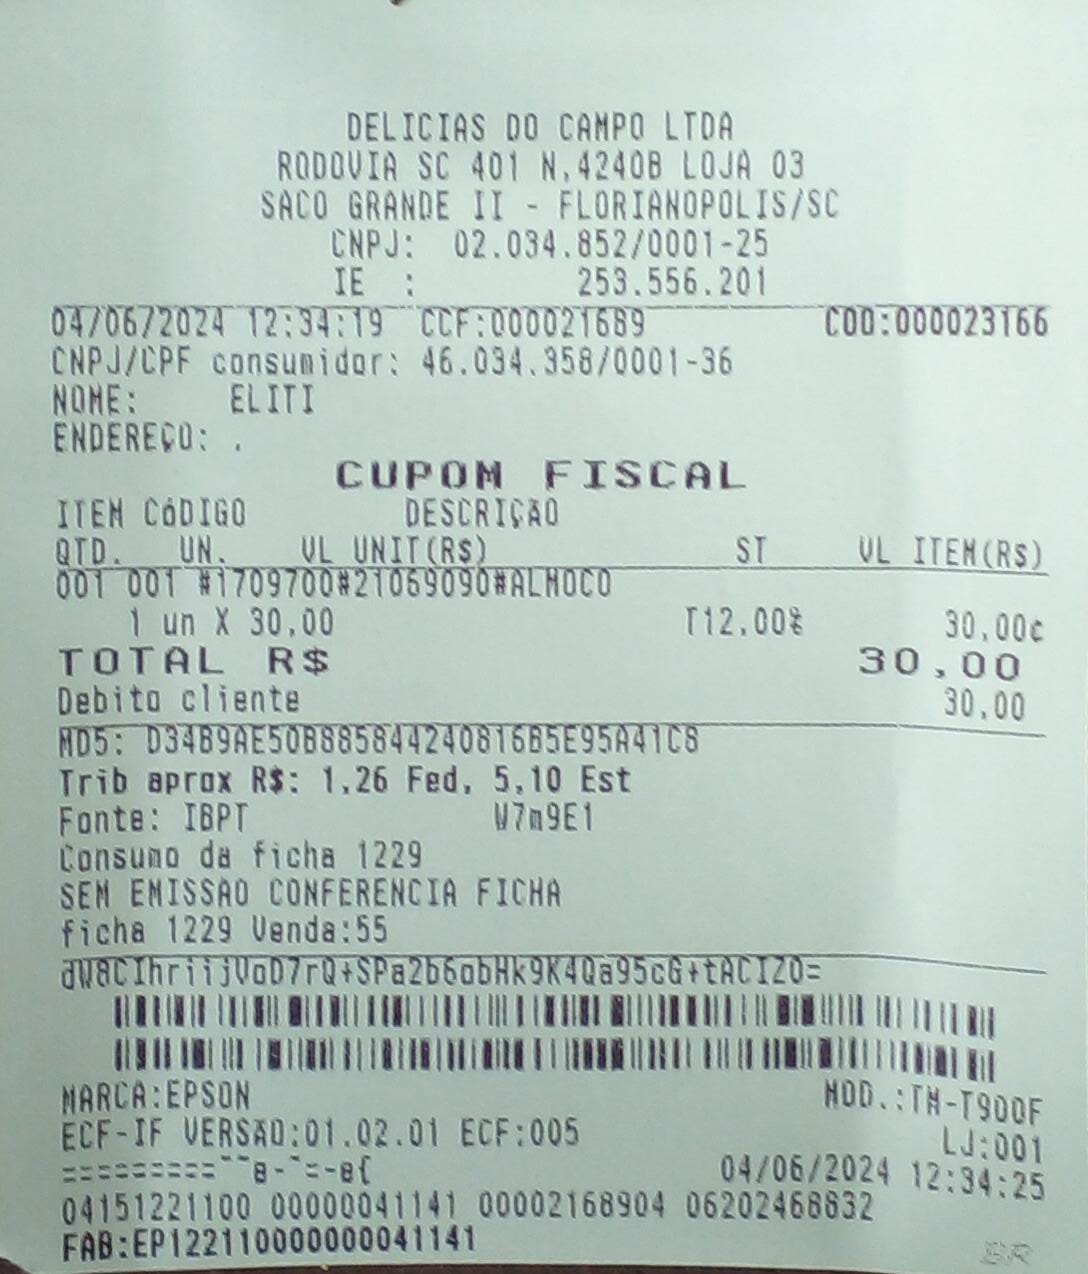 DELICIAS DO CAMPO LTDA
RODOVIA SC 401 N,4240B LOJA 03
SACO GRANDE II - FLORIANOPOLIS/SC
CNPJ: 02.034.852/0001-25
IE : 253.556.201
04/06/2024 12:34:19 CCF:000021689 COO:000023166
CNPJ/CPF consumidor: 46.034.358/0001-36
NOME: ELITI
ENDEREÇO: .
CUPOM FISCAL
ITEM CÓDIGO DESCRIÇÃO
QTD. UN. VL UNIT(R$) ST VL ITEM(R$)
001 001 #1709700#21069090#ALMOCO
1 un X 30,00 T12,00% 30,00¢
TOTAL R$ 30,00
Debito cliente 30,00
MD5: D34B9AE50B885844240816B5E95A41C8
Trib aprox R$: 1,26 Fed, 5,10 Est
Fonte: IBPT W7m9E1
Consumo da ficha 1229
SEM EMISSAO CONFERENCIA FICHA
ficha 1229 Venda:55
dW8CIhriijVoD7rQ+SPa2b6obHk9K4Qa95cG+tACIZ0=
MARCA:EPSON MOD.:TM-T900F
ECF-IF VERSÃO:01.02.01 ECF:005 LJ:001
04/06/2024 12:34:25
04151221100 00000041141 00002168904 06202468832
FAB:EP122110000000041141
BR